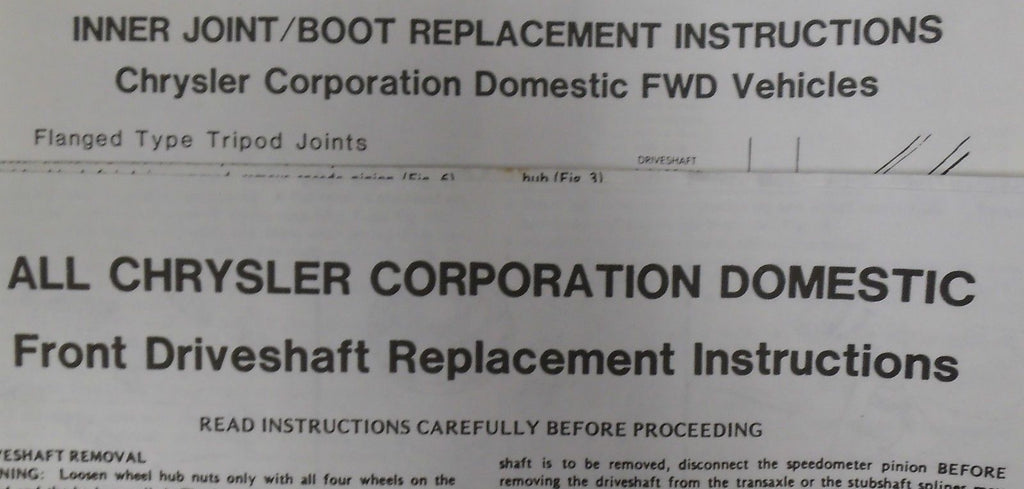 INNER JOINT/BOOT REPLACEMENT INSTRUCTIONS
Chrysler Corporation Domestic FWD Vehicles
Flanged Type Tripod Joints
DRIVESHAFT
hub (Fig 3)
ALL CHRYSLER CORPORATION DOMESTIC
Front Driveshaft Replacement Instructions
READ INSTRUCTIONS CAREFULLY BEFORE PROCEEDING
ESHAFT REMOVAL
NING: Loosen wheel hub nuts only with all four wheels on the
shaft is to be removed, disconnect the speedometer pinion BEFORE
removing the driveshaft from the transaxle or the stubshaft